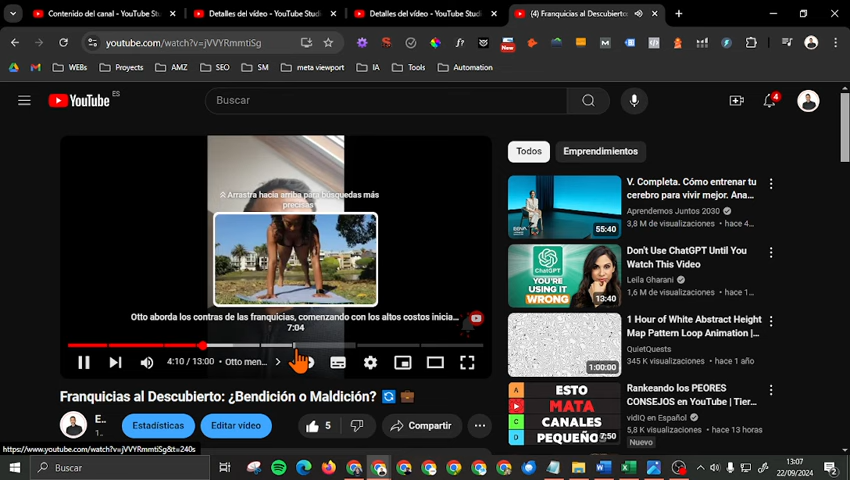 Contenido del canal - YouTube Stu
Detalles del vídeo - YouTube Stud
Detalles del vídeo - YouTube Stud
(4) Franquicias al Descubierto:
youtube.com/watch?v=jVVYRmmtiSg
New
WEBs
Proyects
AMZ
SEO
SM
meta viewport
IA
Tools
Automation
YouTube ES
Buscar
4
Arrastra hacia arriba para búsquedas más
precisas
Otto aborda los contras de las franquicias, comenzando con los altos costos inicia...
7:04
4:10 / 13:00 • Otto men...
Franquicias al Descubierto: ¿Bendición o Maldición?
E...
1...
Estadísticas
Editar vídeo
5
Compartir
https://www.youtube.com/watch?v=jVVYRmmtiSg&t=240s
Todos
Emprendimientos
BBVA
55:40
V. Completa. Cómo entrenar tu
cerebro para vivir mejor. Ana...
Aprendemos Juntos 2030
3,8 M de visualizaciones • hace 4...
YOU'RE
USING IT
WRONG
13:40
Don't Use ChatGPT Until You
Watch This Video
Leila Gharani
1,6 M de visualizaciones • hace 1...
1:00:00
1 Hour of White Abstract Height
Map Pattern Loop Animation |...
QuietQuests
345 K visualizaciones • hace 1 año
A
B
C
D
ESTO
MATA
CANALES
PEQUEÑO
7:50
Rankeando los PEORES
CONSEJOS en YouTube | Tier...
vidIQ en Español
5,8 K visualizaciones • hace 13 horas
Nuevo
Buscar
13:07
22/09/2024